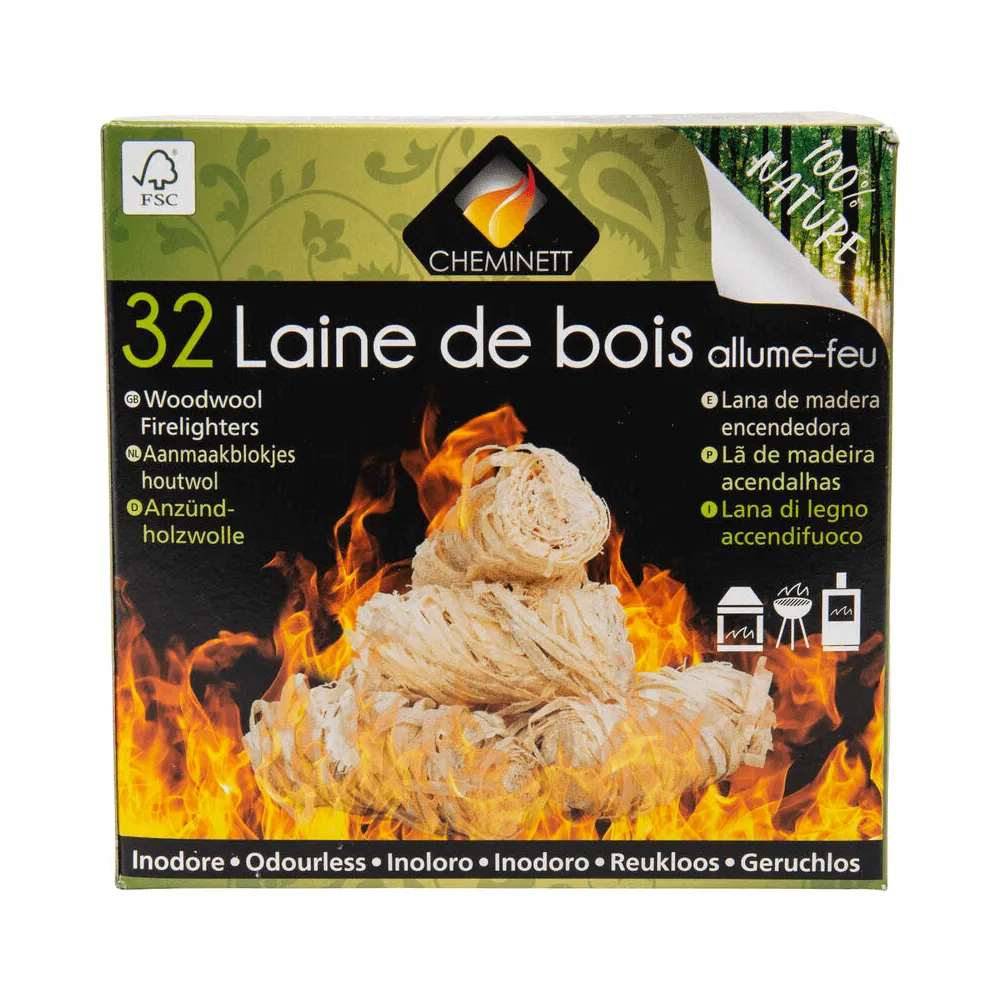 FSC
®
CHEMINETT
100%
NATURE
32 Laine de bois allume-feu
GB Woodwool
Firelighters
NL Aanmaakblokjes
houtwol
D Anzünd-
holzwolle
E Lana de madera
encendedora
P Lã de madeira
acendalhas
I Lana di legno
accendifuoco
Inodore • Odourless • Inoloro • Inodoro • Reukloos • Geruchlos